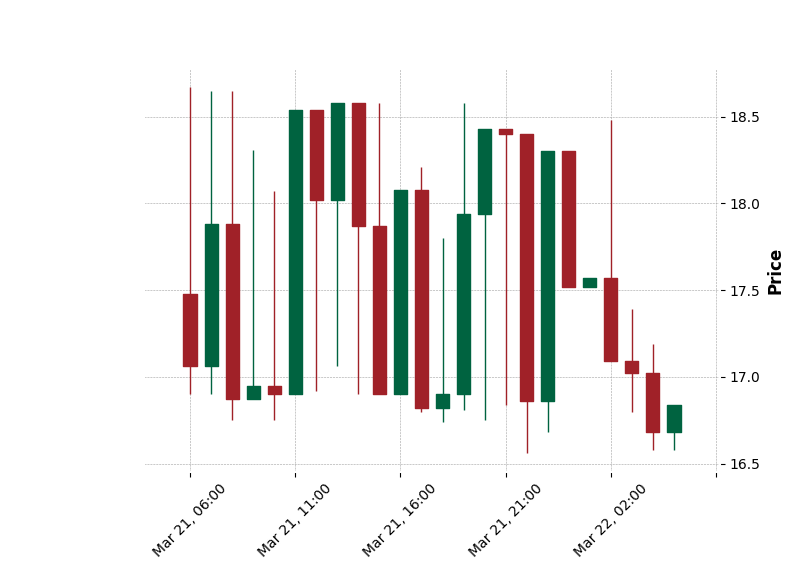 18.5
18.0
17.5
17.0
16.5
Price
Mar 21, 06:00
Mar 21, 11:00
Mar 21, 16:00
Mar 21, 21:00
Mar 22, 02:00